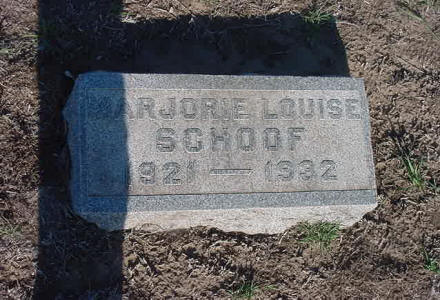 MARJORIE LOUISE
SCHOOF
1921 — 1932